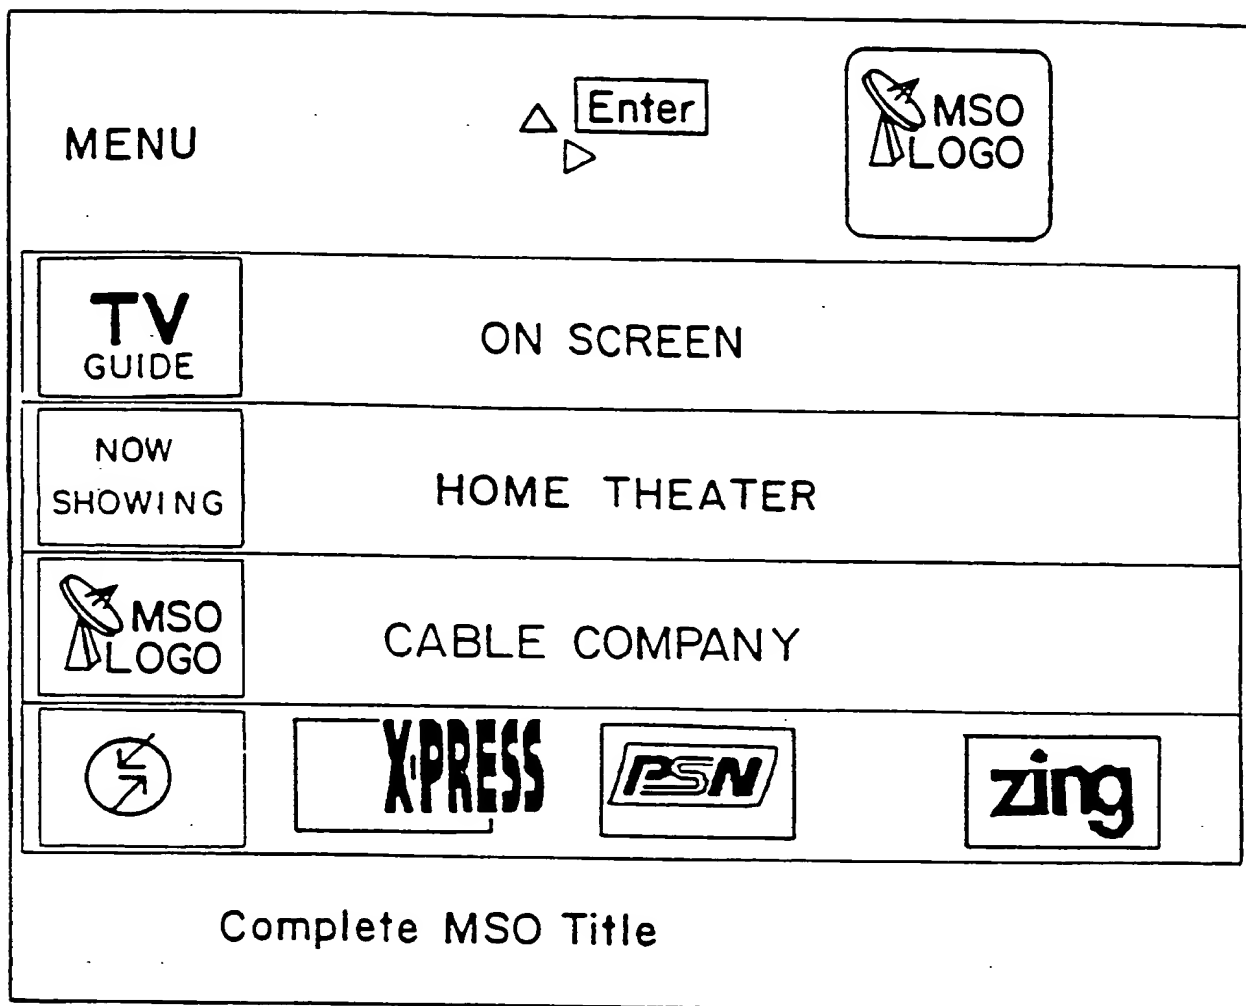 MENU
Enter
MSO
LOGO
TV
GUIDE
ON SCREEN
NOW
SHOWING
HOME THEATER
MSO
LOGO
CABLE COMPANY
X·PRESS
PSN
zing
Complete MSO Title